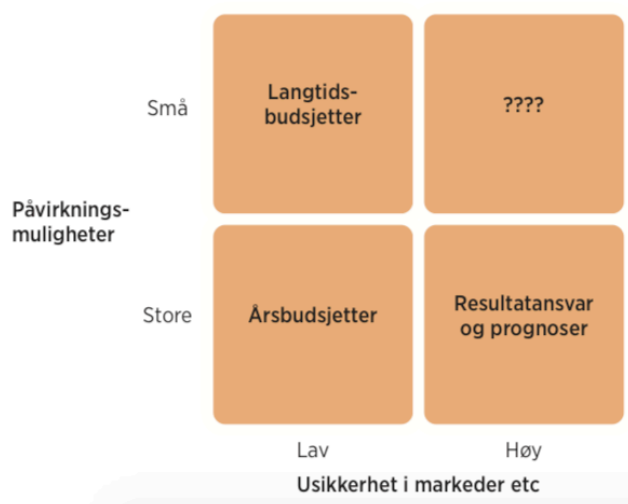 Små
Langtids-
budsjetter
????
Påvirknings-
muligheter
Store
Årsbudsjetter
Resultatansvar
og prognoser
Lav
Høy
Usikkerhet i markeder etc